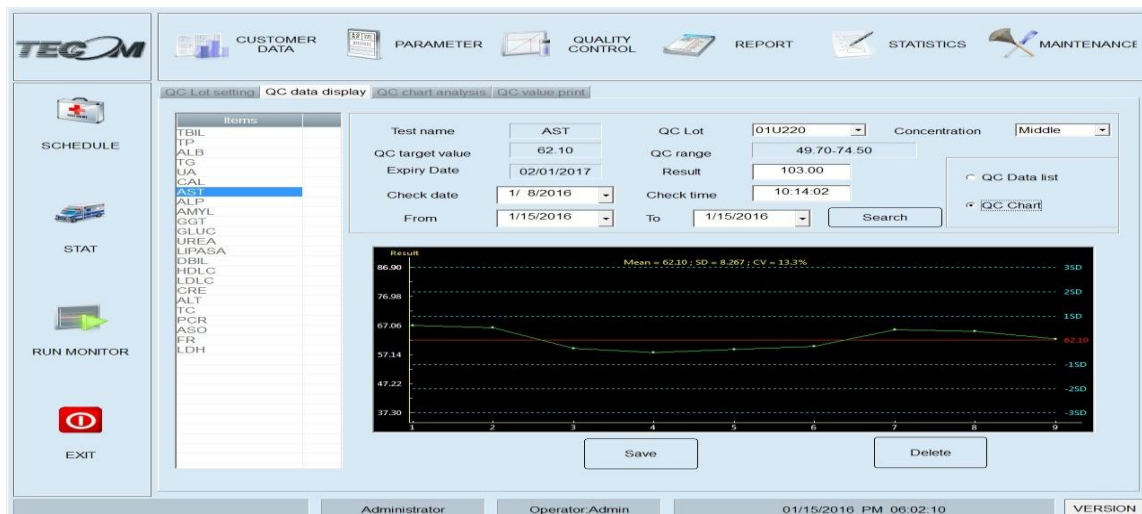 TECOM
CUSTOMER DATA
PARAMETER
QUALITY CONTROL
REPORT
STATISTICS
MAINTENANCE
QC Lot setting
QC data display
QC chart analysis
QC value print
SCHEDULE
STAT
RUN MONITOR
EXIT
Items
TBIL
TP
ALB
TG
UA
CAL
AST
ALP
AMYL
GGT
GLUC
UREA
LIPASA
DBIL
HDLC
LDLC
CRE
ALT
TC
PCR
ASO
FR
LDH
Test name AST QC Lot 01U220 Concentration Middle
QC target value 62.10 QC range 49.70-74.50
Expiry Date 02/01/2017 Result 103.00
Check date 1/ 8/2016 Check time 10:14:02
From 1/15/2016 To 1/15/2016 Search
QC Data list
QC Chart
Result
Mean = 62.10 ; SD = 8.267 ; CV = 13.3%
86.90 3SD
76.98 2SD
67.06 1SD
62.10
57.14 -1SD
47.22 -2SD
37.30 -3SD
1 2 3 4 5 6 7 8 9
Save
Delete
Administrator Operator:Admin 01/15/2016 PM 06:02:10 VERSION